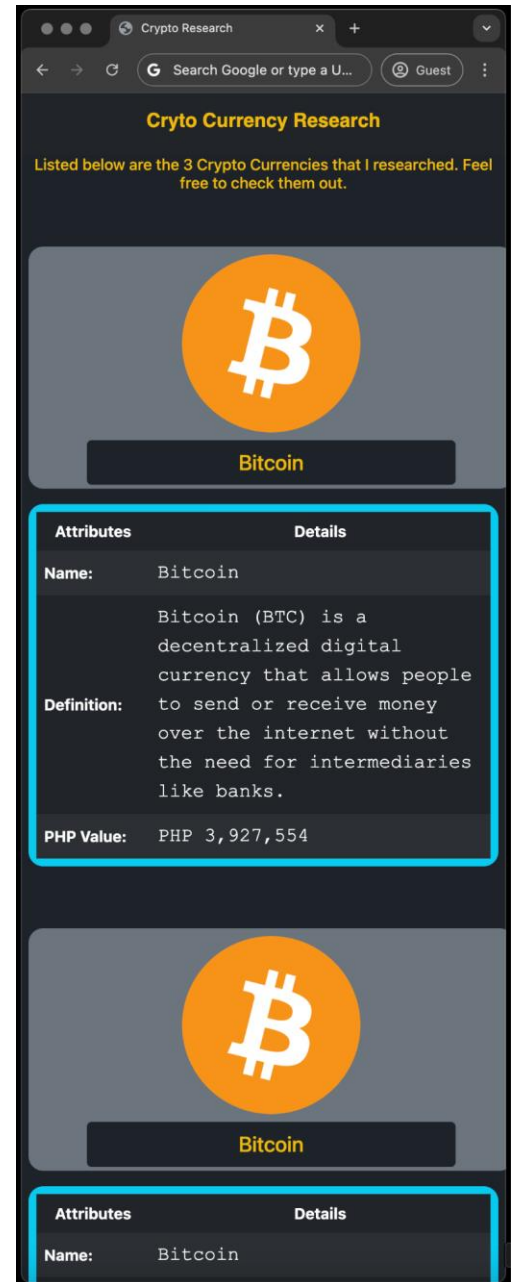 Crypto Research
Search Google or type a U...
Guest
Cryto Currency Research
Listed below are the 3 Crypto Currencies that I researched. Feel
free to check them out.
Bitcoin
Attributes Details
Name: Bitcoin
Definition: Bitcoin (BTC) is a
decentralized digital
currency that allows people
to send or receive money
over the internet without
the need for intermediaries
like banks.
PHP Value: PHP 3,927,554
Bitcoin
Attributes Details
Name: Bitcoin